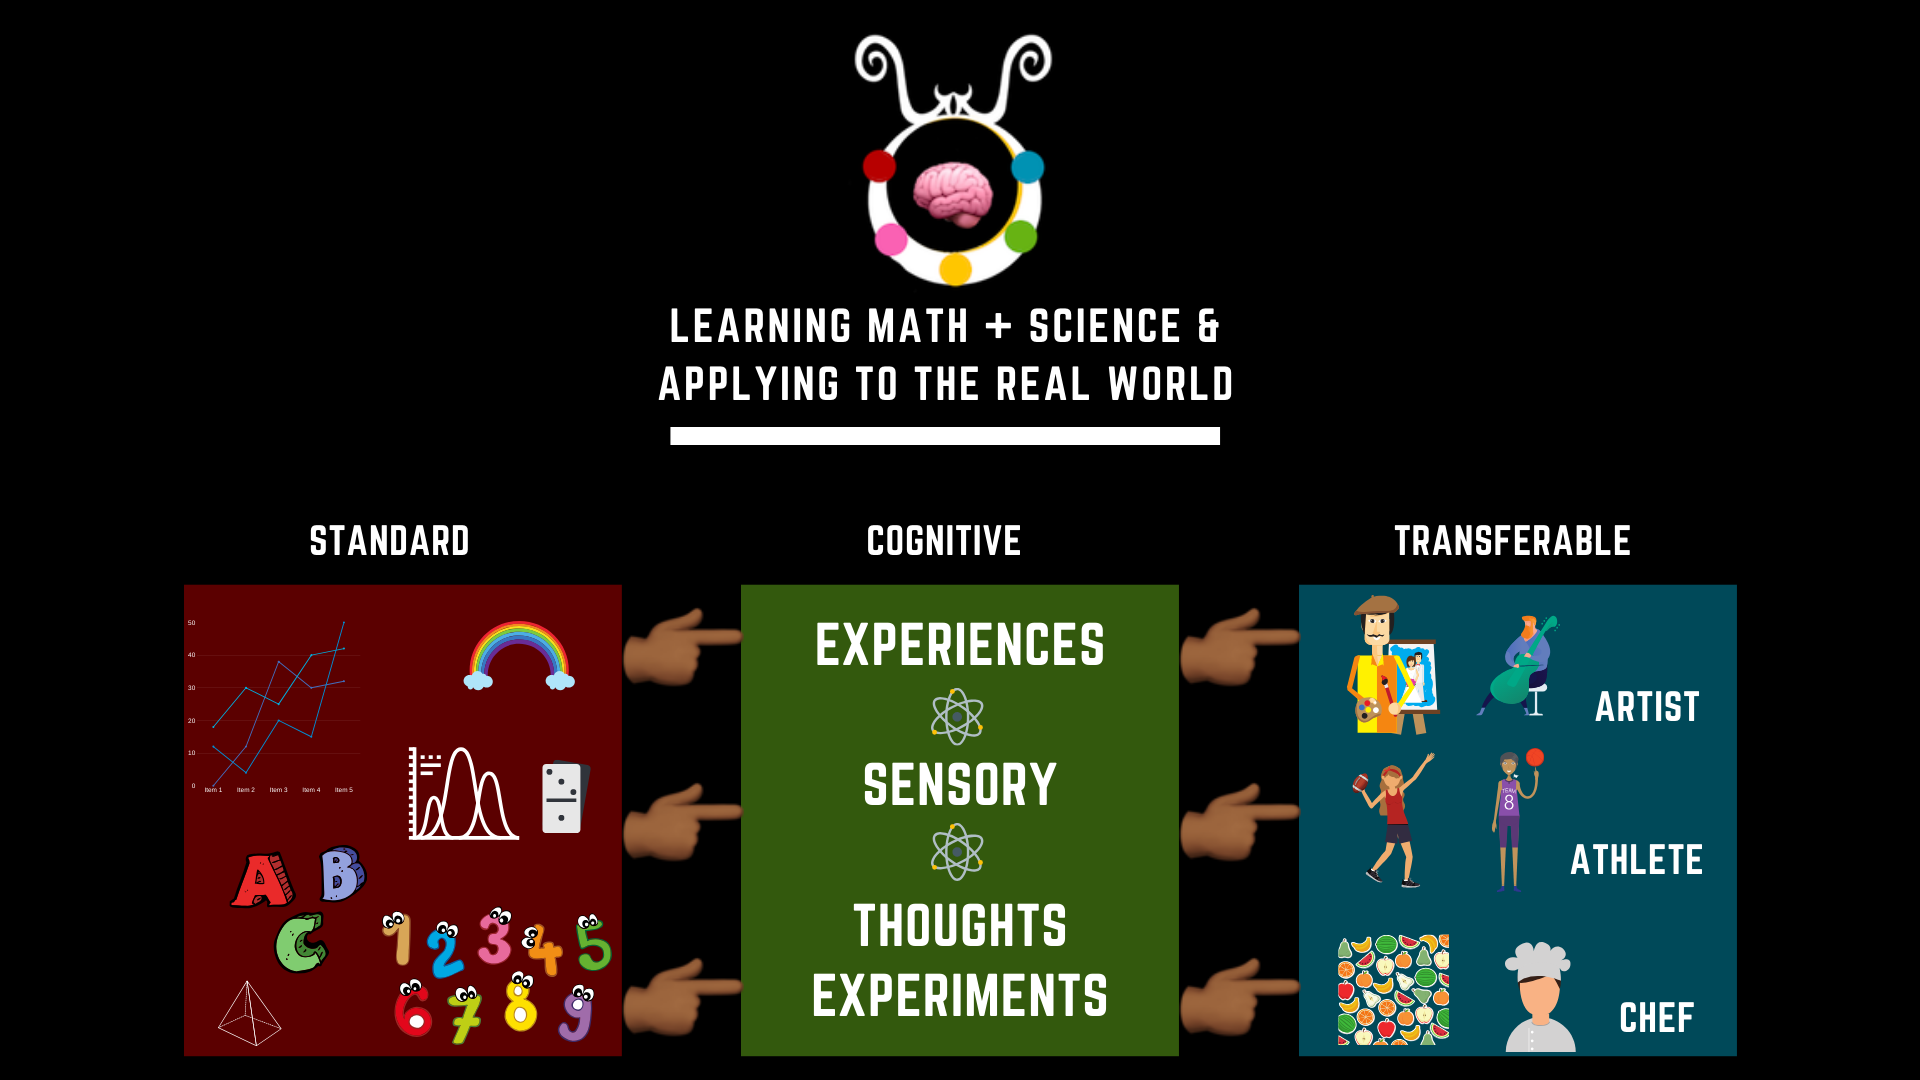 LEARNING MATH + SCIENCE &
APPLYING TO THE REAL WORLD
STANDARD
COGNITIVE
TRANSFERABLE
50
40
30
20
10
0
Item 1 Item 2 Item 3 Item 4 Item 5
A B
C
1 2 3 4 5
6 7 8 9
EXPERIENCES
SENSORY
THOUGHTS
EXPERIMENTS
ARTIST
TEAM
8
ATHLETE
CHEF